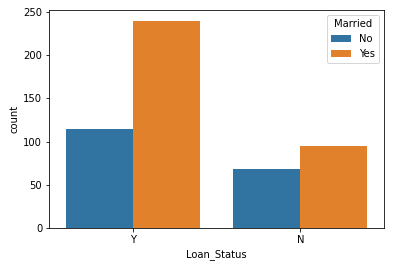 250
200
150
100
50
0
count
Married
No
Yes
Y
N
Loan_Status